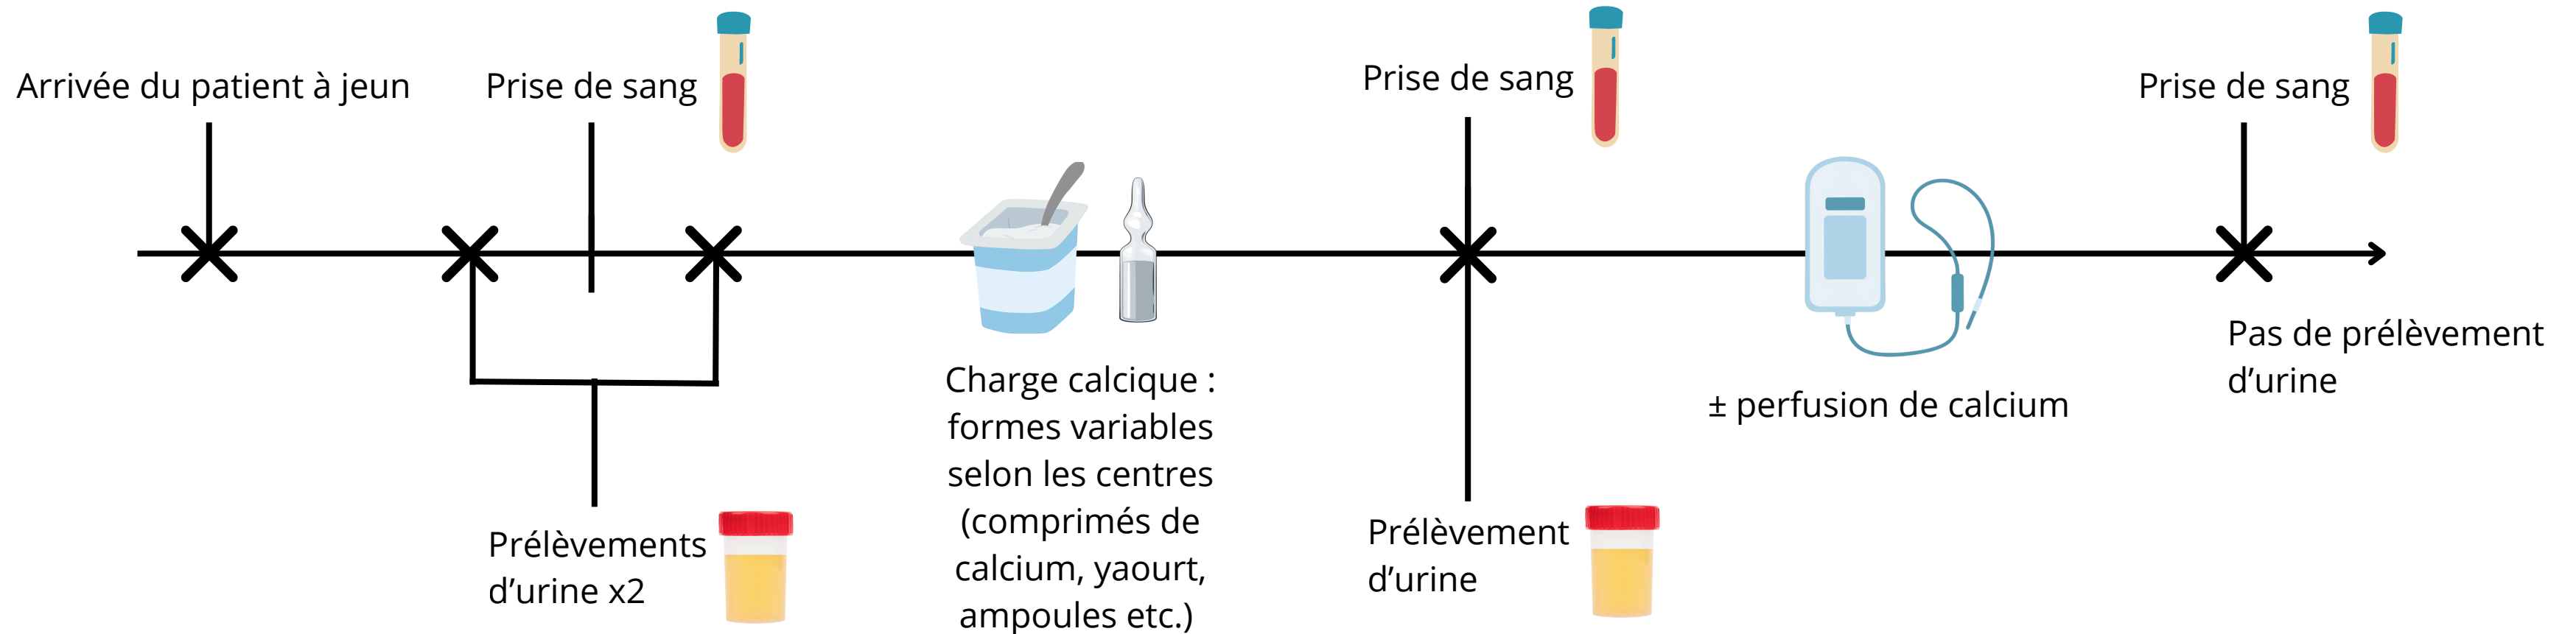 Arrivée du patient à jeun
Prise de sang
Prélèvements
d’urine x2
Charge calcique :
formes variables
selon les centres
(comprimés de
calcium, yaourt,
ampoules etc.)
Prise de sang
Prélèvement
d’urine
± perfusion de calcium
Prise de sang
Pas de prélèvement
d’urine